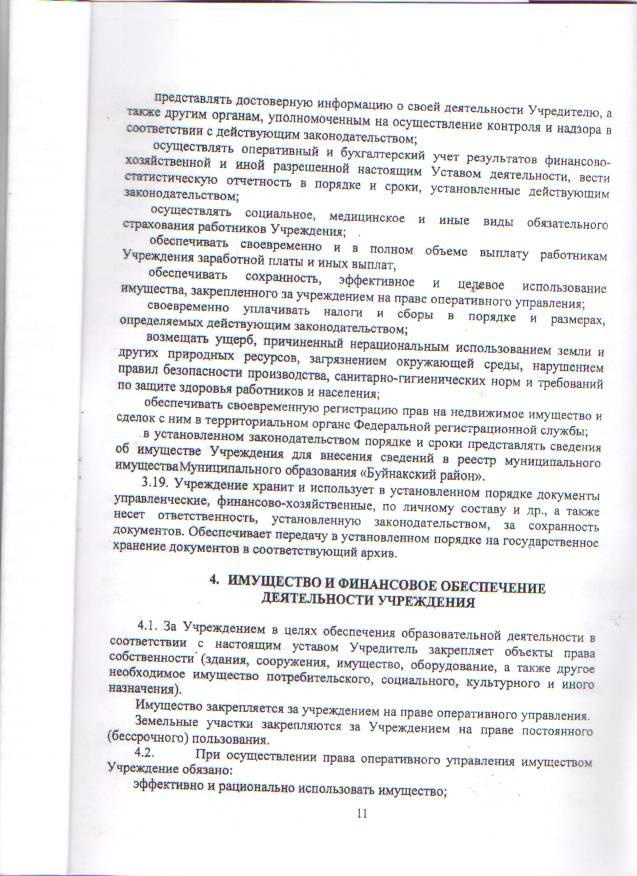 представлять достоверную информацию о своей деятельности Учредителю, а
также другим органам, уполномоченным на осуществление контроля и надзора в
соответствии с действующим законодательством;
осуществлять оперативный и бухгалтерский учет результатов финансово-
хозяйственной и иной разрешенной настоящим Уставом деятельности, вести
статистическую отчетность в порядке и сроки, установленные действующим
законодательством;
осуществлять социальное, медицинское и иные виды обязательного
страхования работников Учреждения;
обеспечивать своевременно и в полном объеме выплату работникам
Учреждения заработной платы и иных выплат,
обеспечивать сохранность, эффективное и целевое использование
имущества, закрепленного за учреждением на праве оперативного управления;
своевременно уплачивать налоги и сборы в порядке и размерах,
определяемых действующим законодательством;
возмещать ущерб, причиненный нерациональным использованием земли и
других природных ресурсов, загрязнением окружающей среды, нарушением
правил безопасности производства, санитарно-гигиенических норм и требований
по защите здоровья работников и населения;
обеспечивать своевременную регистрацию прав на недвижимое имущество и
сделок с ним в территориальном органе Федеральной регистрационной службы;
в установленном законодательством порядке и сроки представлять сведения
об имуществе Учреждения для внесения сведений в реестр муниципального
имуществаМуниципального образования «Буйнакский район».
3.19. Учреждение хранит и использует в установленном порядке документы
управленческие, финансово-хозяйственные, по личному составу и др., а также
несет ответственность, установленную законодательством, за сохранность
документов. Обеспечивает передачу в установленном порядке на государственное
хранение документов в соответствующий архив.
4. ИМУЩЕСТВО И ФИНАНСОВОЕ ОБЕСПЕЧЕНИЕ
ДЕЯТЕЛЬНОСТИ УЧРЕЖДЕНИЯ
4.1. За Учреждением в целях обеспечения образовательной деятельности в
соответствии с настоящим уставом Учредитель закрепляет объекты права
собственности (здания, сооружения, имущество, оборудование, а также другое
необходимое имущество потребительского, социального, культурного и иного
назначения).
Имущество закрепляется за учреждением на праве оперативного управления.
Земельные участки закрепляются за Учреждением на праве постоянного
(бессрочного) пользования.
4.2. При осуществлении права оперативного управления имуществом
Учреждение обязано:
эффективно и рационально использовать имущество;
11